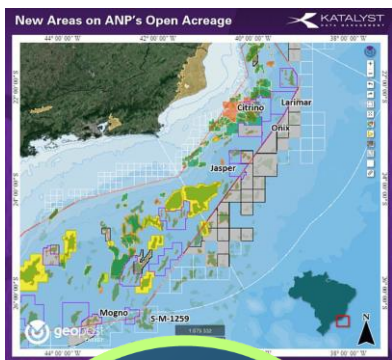 New Areas on ANP's Open Acreage
KATALYST
DATA MANAGEMENT
44°00'00"W
42°00'00"W
40°00'00"W
38°00'00"W
Citrino
Larimar
Onix
Jasper
Mogno
S-M-1259
geopost
N